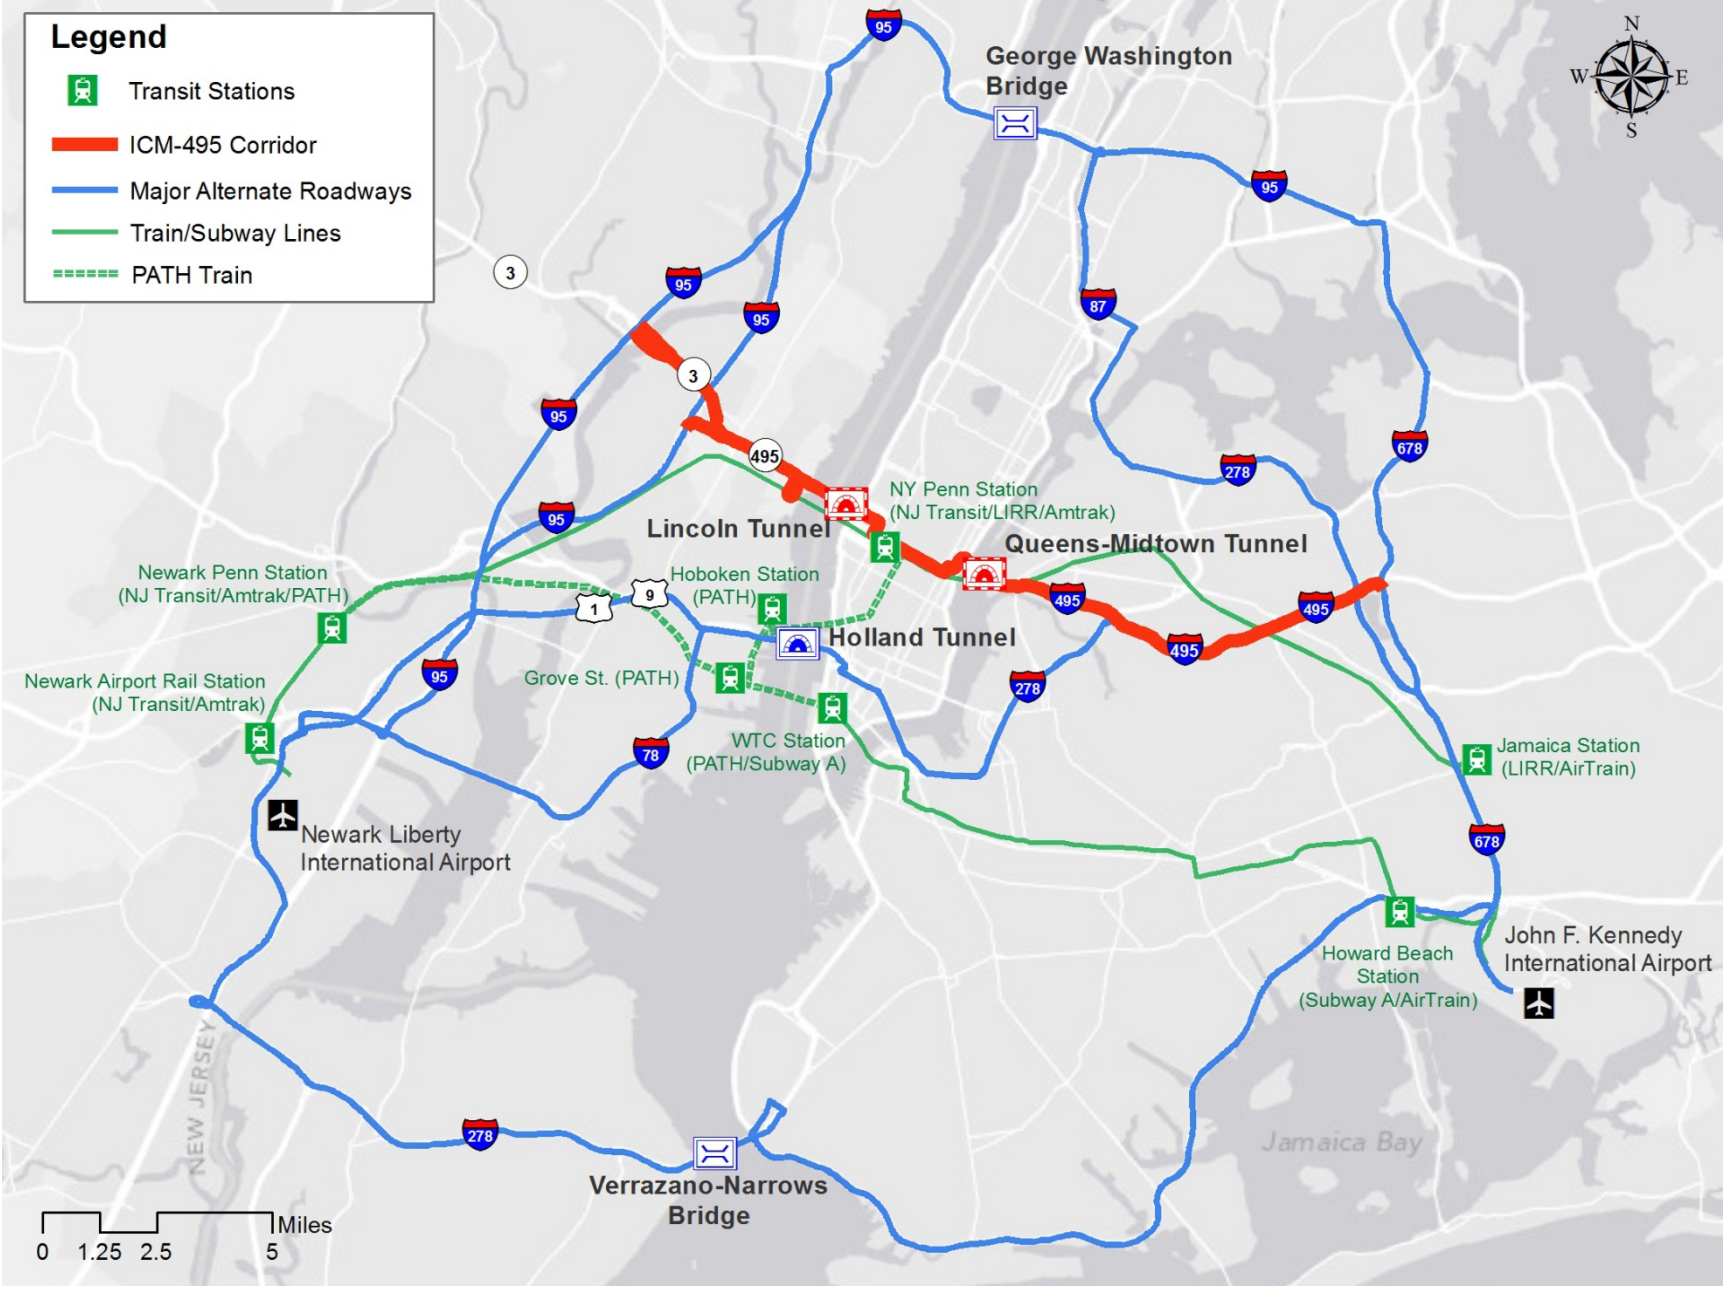 Legend
Transit Stations
ICM-495 Corridor
Major Alternate Roadways
Train/Subway Lines
PATH Train
N
W
E
S
95
George Washington
Bridge
95
3
95
95
87
3
95
678
495
278
NY Penn Station
(NJ Transit/LIRR/Amtrak)
95
Lincoln Tunnel
Queens-Midtown Tunnel
Newark Penn Station
(NJ Transit/Amtrak/PATH)
Hoboken Station
(PATH)
1
9
495
495
Holland Tunnel
495
Newark Airport Rail Station
(NJ Transit/Amtrak)
95
Grove St. (PATH)
278
WTC Station
(PATH/Subway A)
78
Jamaica Station
(LIRR/AirTrain)
Newark Liberty
International Airport
678
Howard Beach
Station
(Subway A/AirTrain)
John F. Kennedy
International Airport
NEW JERSEY
278
Jamaica Bay
Verrazano-Narrows
Bridge
Miles
0 1.25 2.5 5